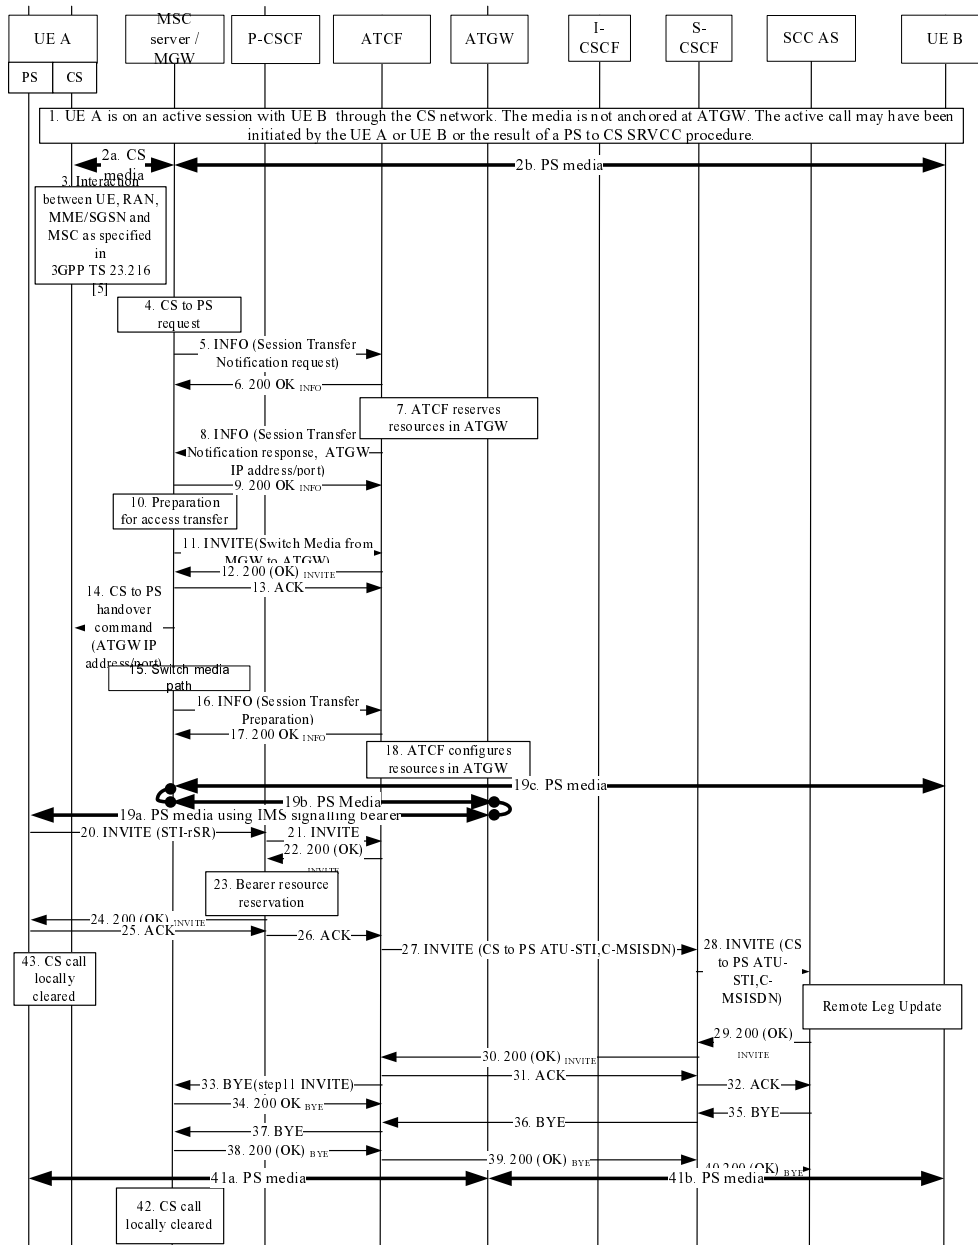 UE A
MSC
server /
MGW
P-CSCF
ATCF
ATGW
I-
CSCF
S-
CSCF
SCC AS
UE B
PS
CS
1. UE A is on an active session with UE B through the CS network. The media is not anchored at ATGW. The active call may have been
initiated by the UE A or UE B or the result of a PS to CS SRVCC procedure.
2a. CS
media
2b. PS media
3. Interaction
between UE, RAN,
MME/SGSN and
MSC as specified
in
3GPP TS 23.216
[5]
4. CS to PS
request
5. INFO (Session Transfer
Notification request)
6. 200 OK INFO
7. ATCF reserves
resources in ATGW
8. INFO (Session Transfer
Notification response, ATGW
IP address/port)
9. 200 OK INFO
10. Preparation
for access transfer
11. INVITE(Switch Media from
MGW to ATGW)
12. 200 (OK) INVITE
13. ACK
14. CS to PS
handover
command
(ATGW IP
address/port)
15. Switch media
path
16. INFO (Session Transfer
Preparation)
17. 200 OK INFO
18. ATCF configures
resources in ATGW
19c. PS media
19b. PS Media
19a. PS media using IMS signalling bearer
20. INVITE (STI-rSR)
21. INVITE
22. 200 (OK)
INVITE
23. Bearer resource
reservation
24. 200 (OK) INVITE
25. ACK
26. ACK
27. INVITE (CS to PS ATU-STI,C-MSISDN)
28. INVITE (CS
to PS ATU-
STI,C-
MSISDN)
43. CS call
locally
cleared
Remote Leg Update
29. 200 (OK)
INVITE
30. 200 (OK) INVITE
31. ACK
32. ACK
33. BYE(step11 INVITE)
34. 200 OK BYE
35. BYE
36. BYE
37. BYE
38. 200 (OK) BYE
39. 200 (OK) BYE
40.200 (OK) BYE
41a. PS media
41b. PS media
42. CS call
locally cleared